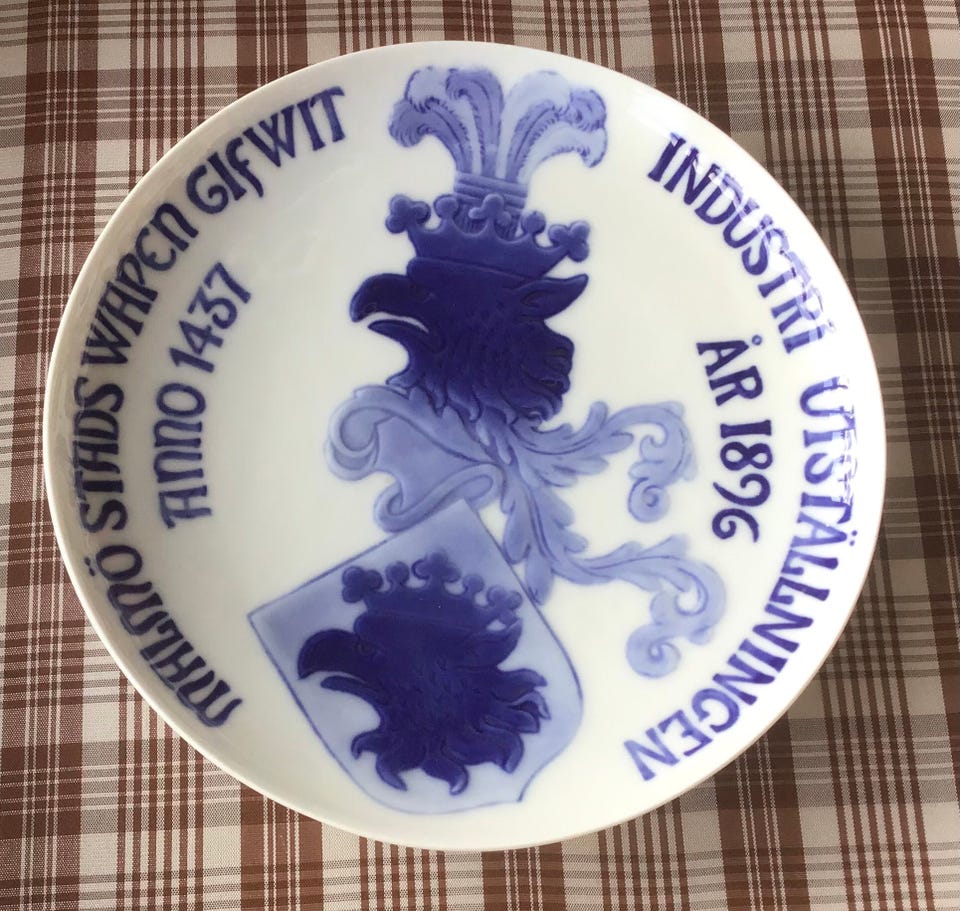 MALMÖ STADS WAPEN GIFWIT
ANNO 1437
INDUSTRI UTSTÄLLNINGEN
ÅR 1896